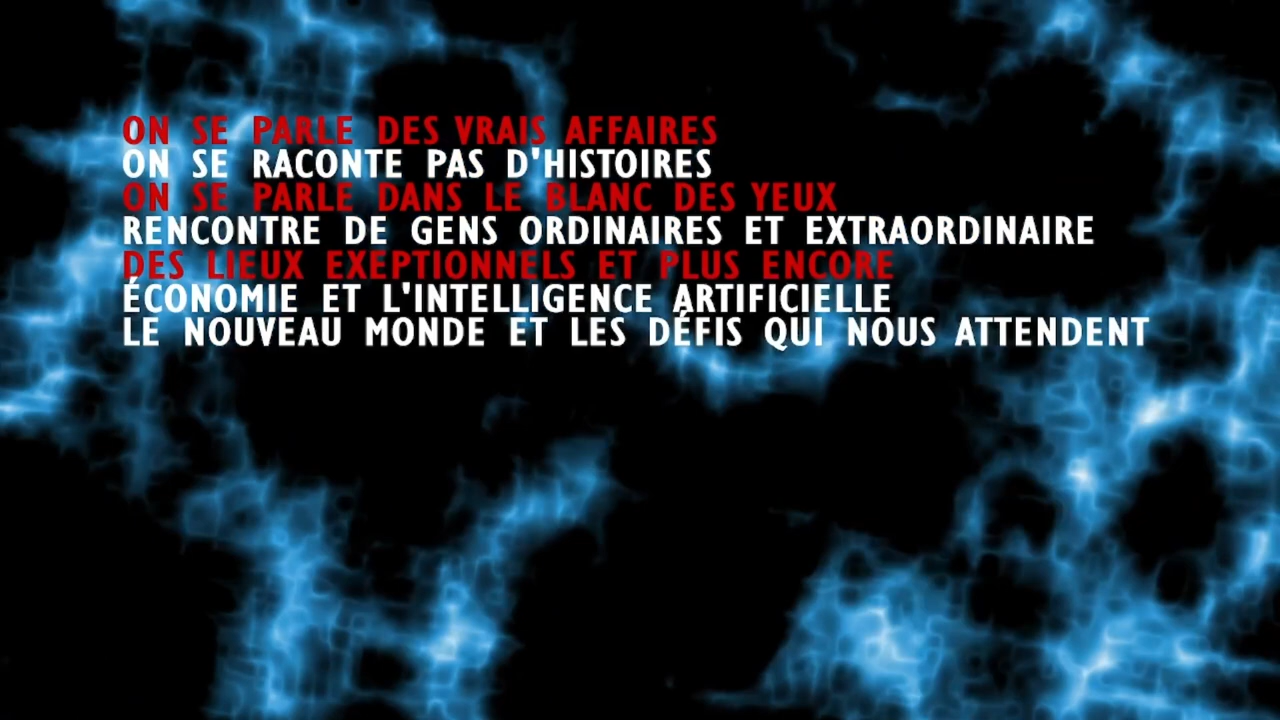 ON SE PARLE DES VRAIS AFFAIRES
ON SE RACONTE PAS D'HISTOIRES
ON SE PARLE DANS LE BLANC DES YEUX
RENCONTRE DE GENS ORDINAIRES ET EXTRAORDINAIRE
DES LIEUX EXEPTIONNELS ET PLUS ENCORE
ÉCONOMIE ET L'INTELLIGENCE ARTIFICIELLE
LE NOUVEAU MONDE ET LES DÉFIS QUI NOUS ATTENDENT